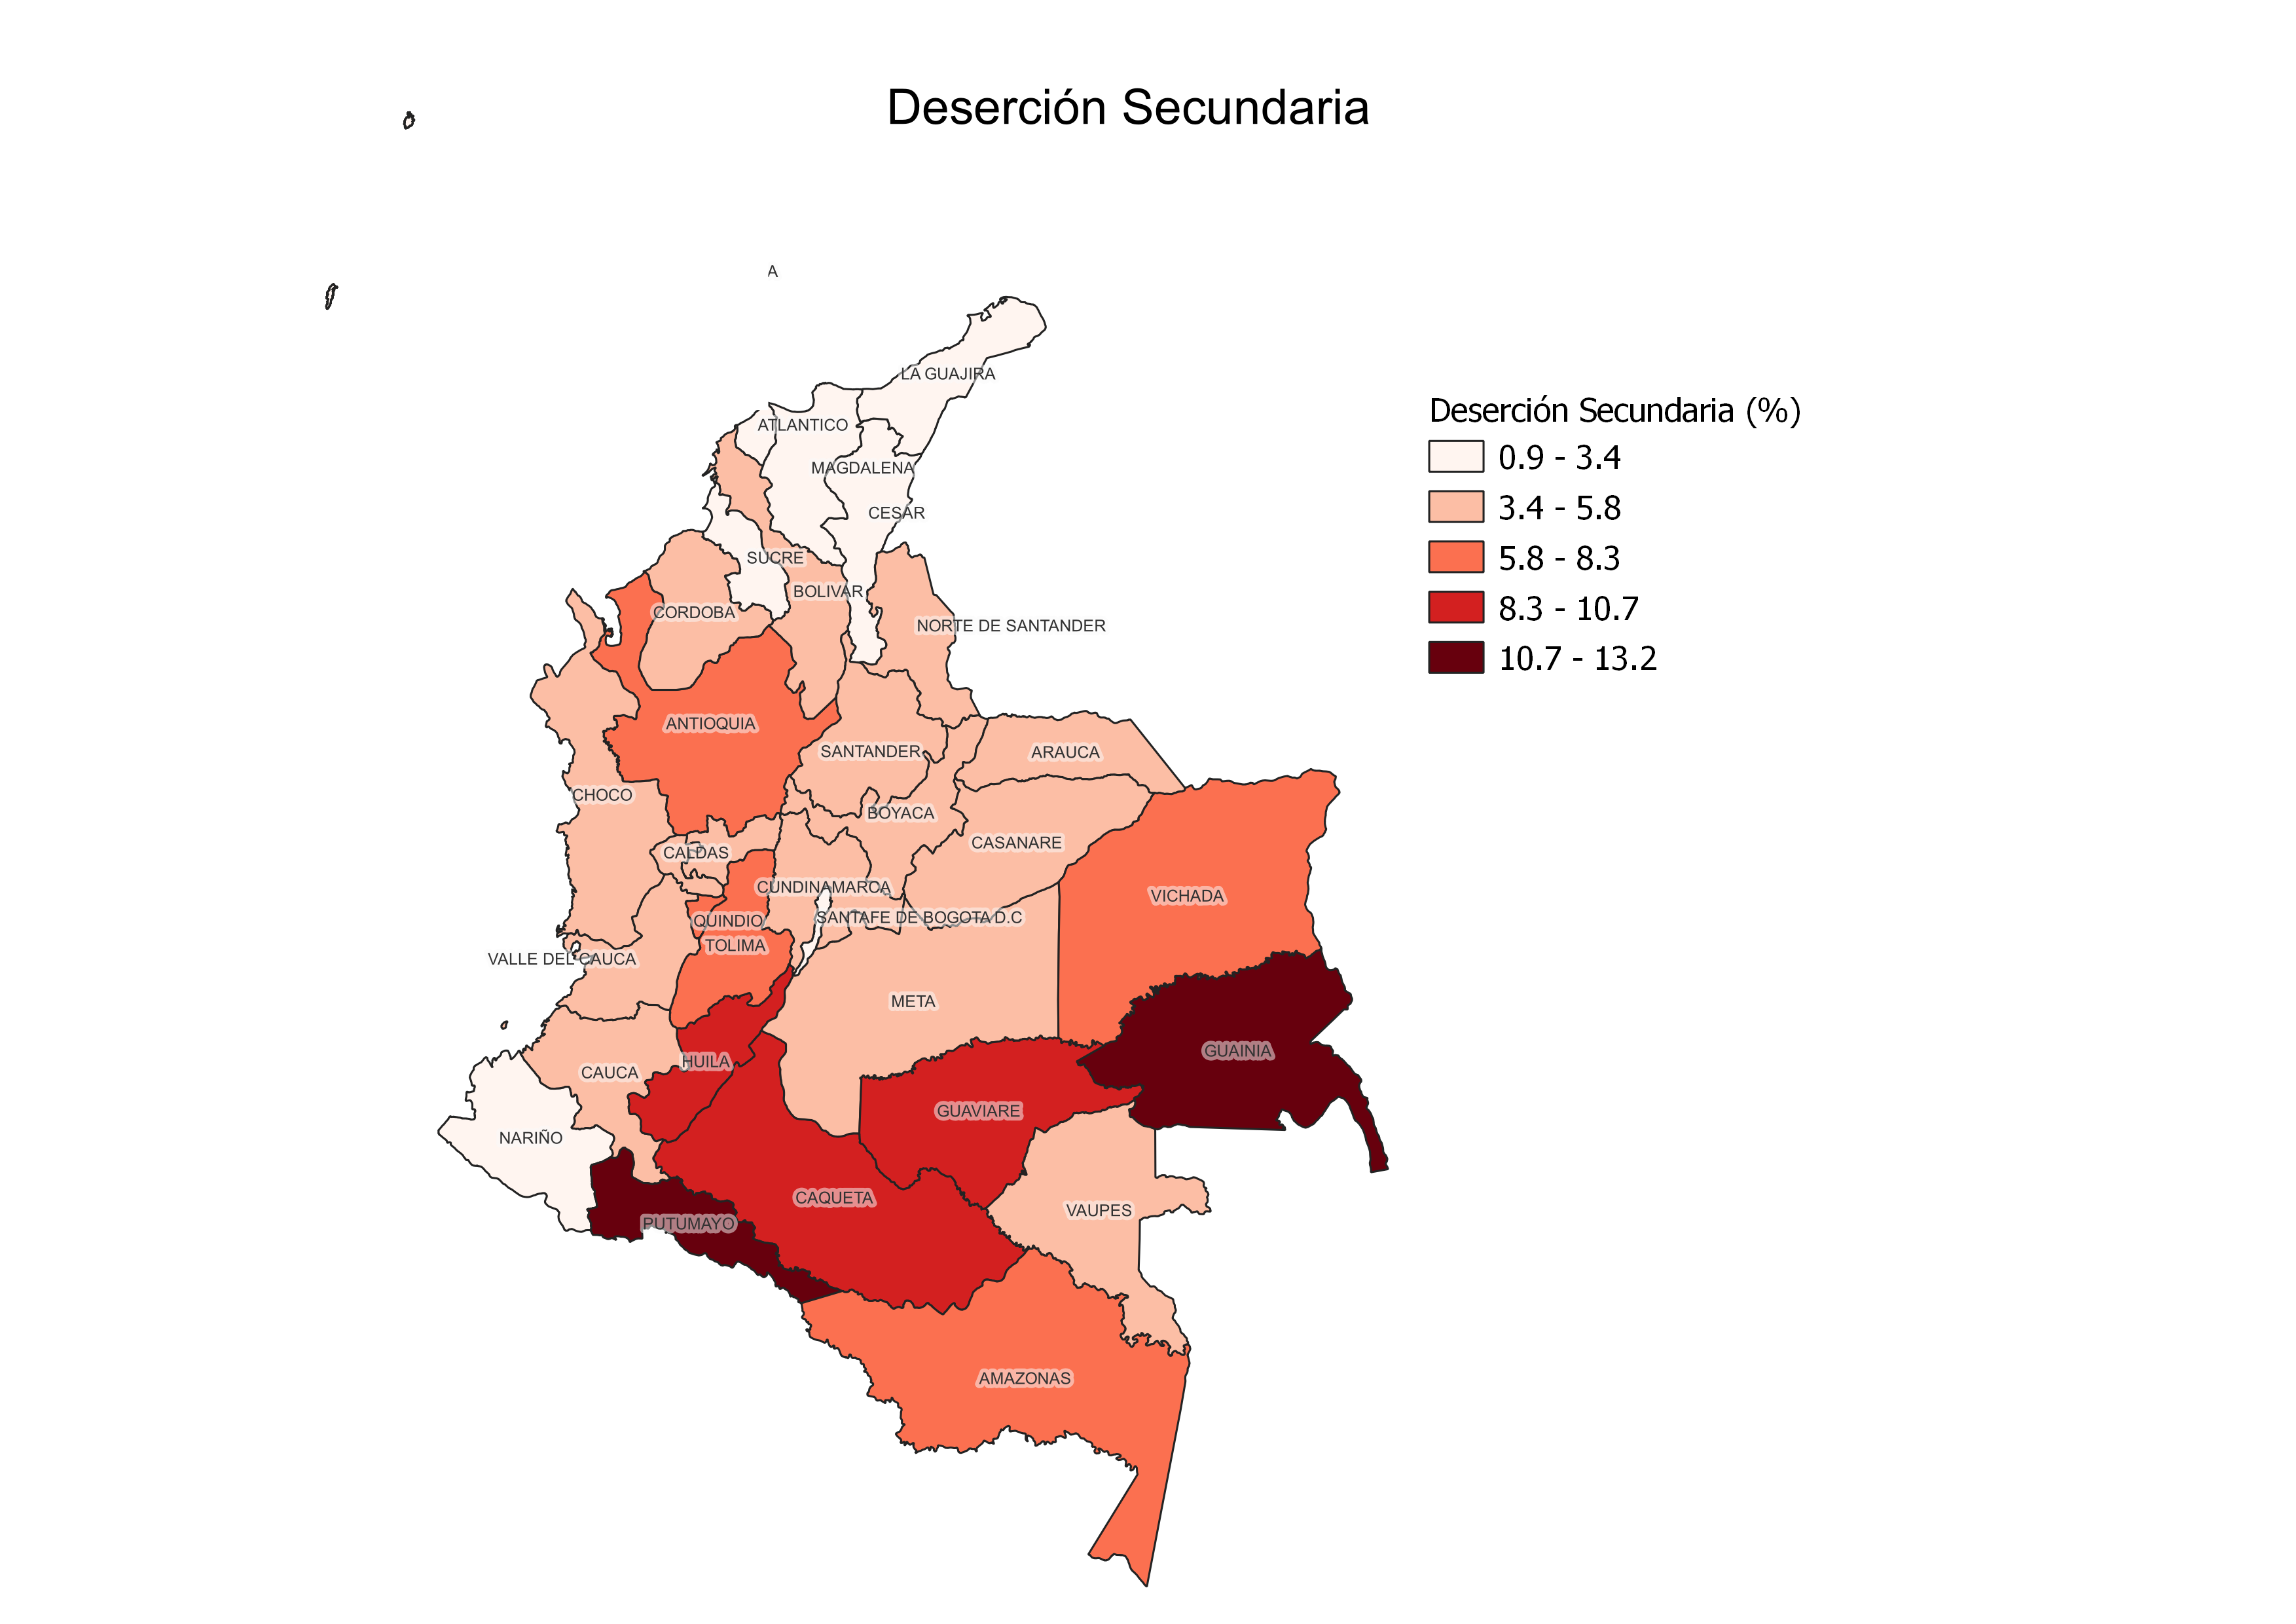 Deserción Secundaria
A
LA GUAJIRA
Deserción Secundaria (%)
ATLANTICO
0.9 - 3.4
MAGDALENA
3.4 - 5.8
CESAR
5.8 - 8.3
SUCRE
BOLIVAR
8.3 - 10.7
CORDOBA
NORTE DE SANTANDER
10.7 - 13.2
ANTIOQUIA
SANTANDER
ARAUCA
CHOCO
BOYACA
CASANARE
CALDAS
CUNDINAMARCA
VICHADA
QUINDIO
SANTAFE DE BOGOTA D.C
TOLIMA
VALLE DEL CAUCA
META
HUILA
GUAINIA
CAUCA
GUAVIARE
NARIÑO
CAQUETA
VAUPES
PUTUMAYO
AMAZONAS